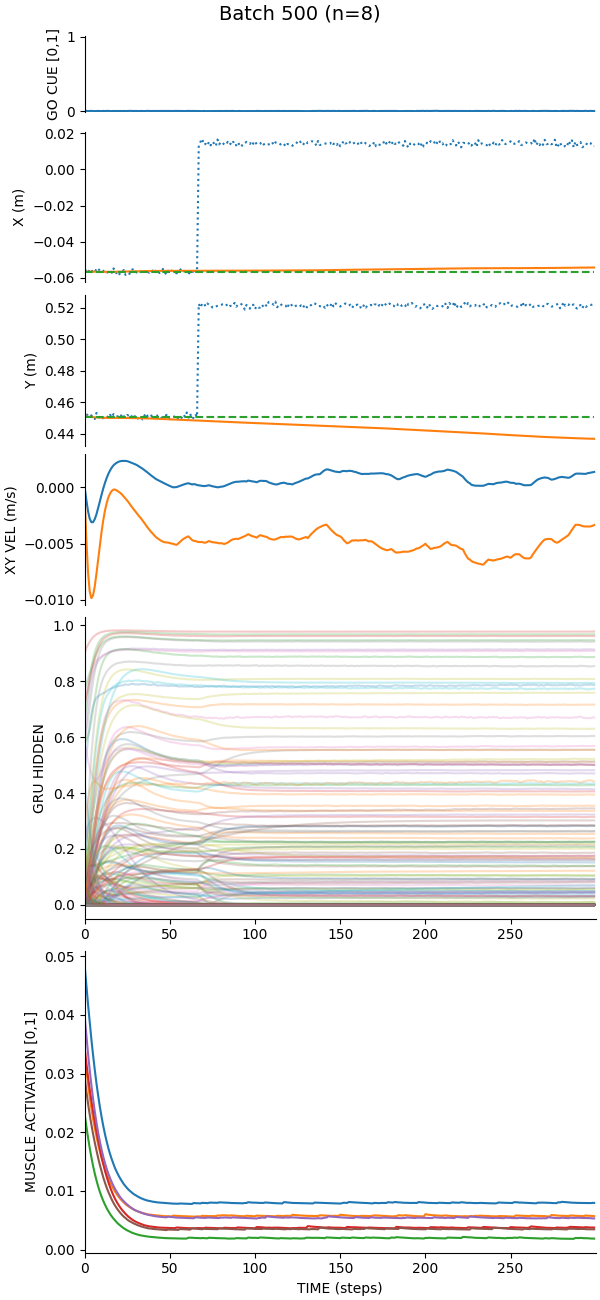 Batch 500 (n=8)
GO CUE [0,1]
1
0
X (m)
0.02
0.00
−0.02
−0.04
−0.06
Y (m)
0.52
0.50
0.48
0.46
0.44
XY VEL (m/s)
0.000
−0.005
−0.010
GRU HIDDEN
1.0
0.8
0.6
0.4
0.2
0.0
0 50 100 150 200 250
MUSCLE ACTIVATION [0,1]
0.05
0.04
0.03
0.02
0.01
0.00
0 50 100 150 200 250
TIME (steps)